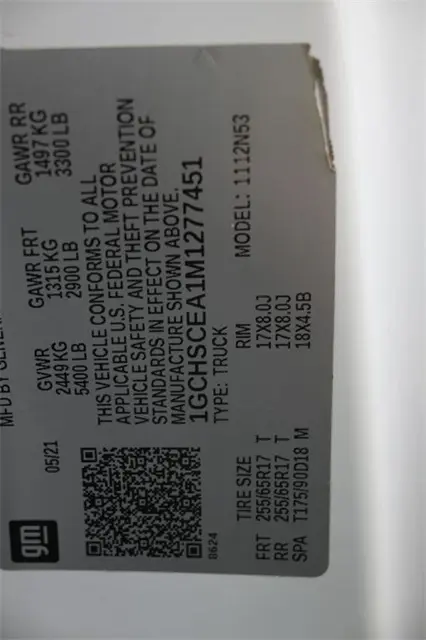 gm
MFD BY GENER
05/21
GVWR GAWR FRT GAWR RR
2449 KG 1315 KG 1497 KG
5400 LB 2900 LB 3300 LB
THIS VEHICLE CONFORMS TO ALL
APPLICABLE U.S. FEDERAL MOTOR
VEHICLE SAFETY AND THEFT PREVENTION
STANDARDS IN EFFECT ON THE DATE OF
MANUFACTURE SHOWN ABOVE.
1GCHSCEA1M1277451
TYPE: TRUCK MODEL: 1112N53
8624
TIRE SIZE RIM
FRT 255/65R17 T 17X8.0J
RR 255/65R17 T 17X8.0J
SPA T175/90D18 M 18X4.5B